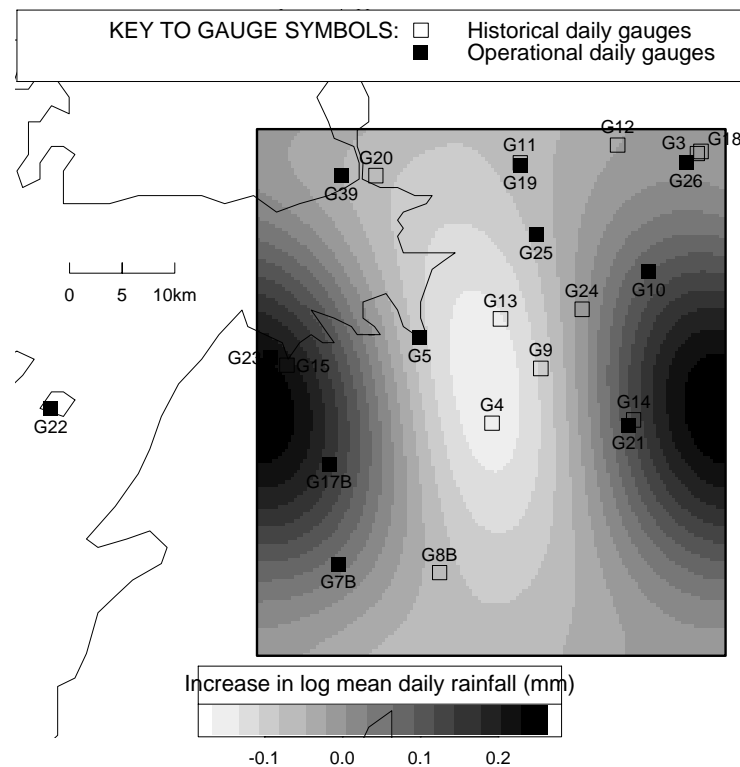 KEY TO GAUGE SYMBOLS:
Historical daily gauges
Operational daily gauges
G12
G18
G3
G11
G20
G26
G19
G39
G25
G10
0 5 10km
G24
G13
G5
G23
G15
G9
G4
G14
G22
G21
G17B
G8B
G7B
Increase in log mean daily rainfall (mm)
-0.1 0.0 0.1 0.2